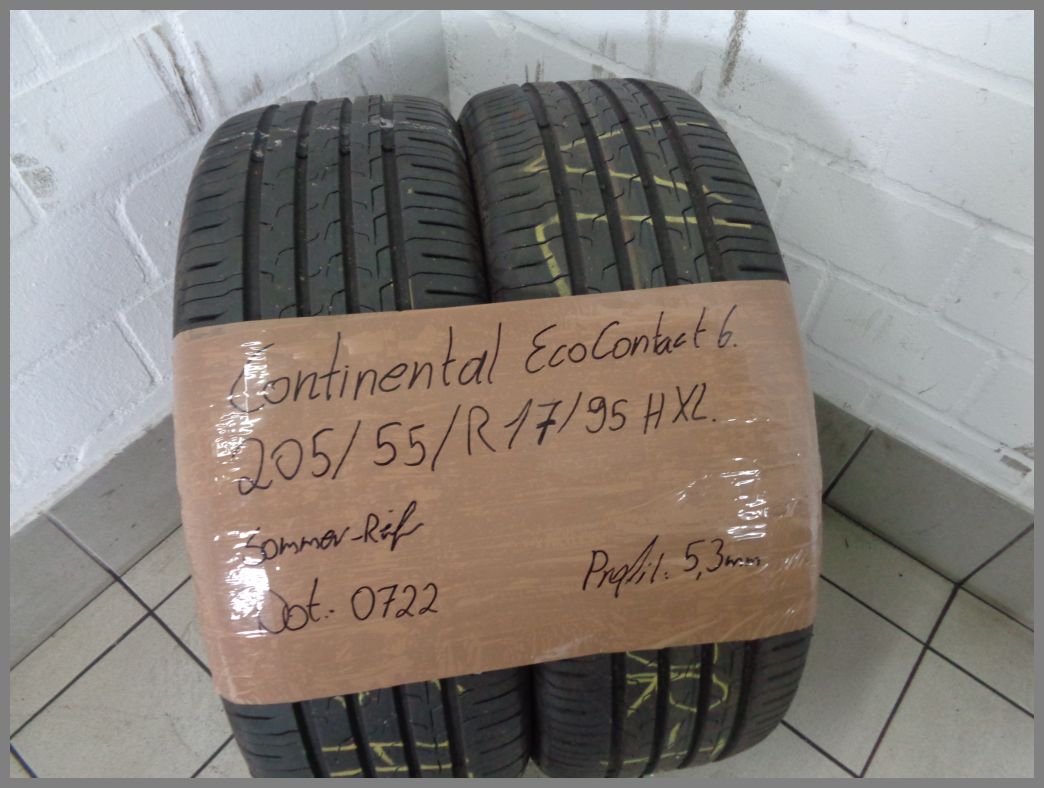 Continental EcoContact 6.
205/55/R17/95 H XL.
Sommer-Reif
Dot.: 0722
Profil: 5,3mm